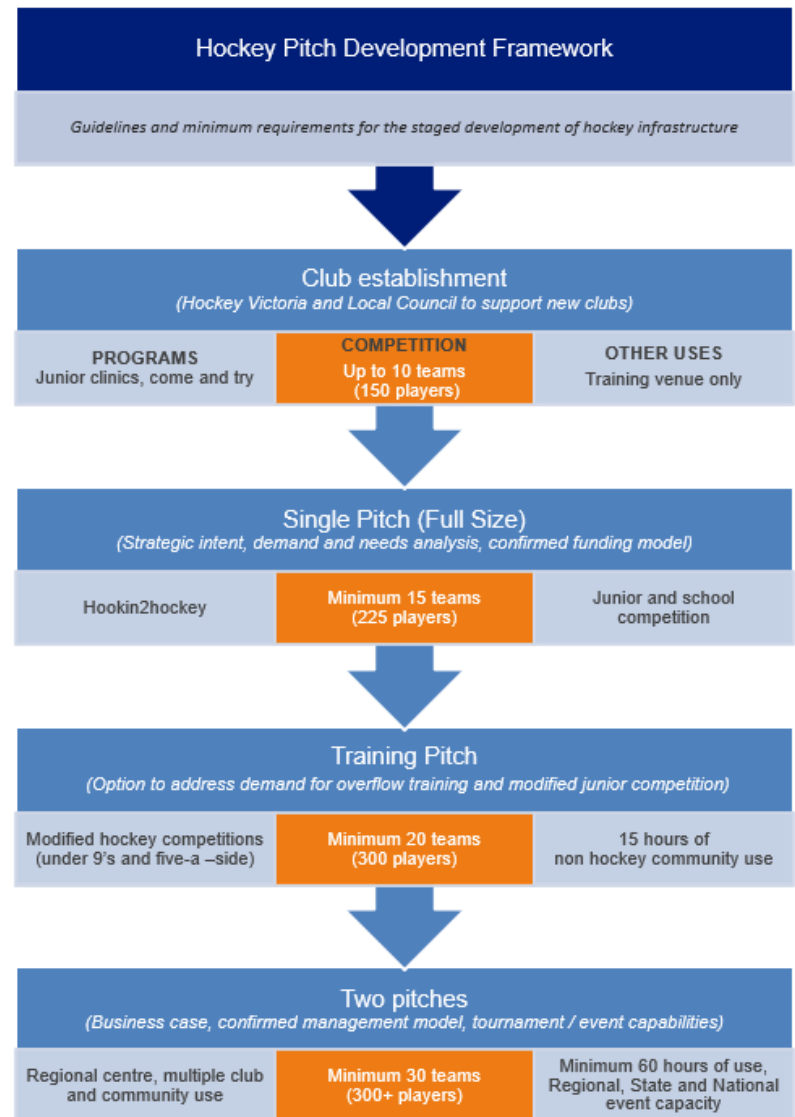 Hockey Pitch Development Framework
Guidelines and minimum requirements for the staged development of hockey infrastructure
Club establishment
(Hockey Victoria and Local Council to support new clubs)
PROGRAMS
Junior clinics, come and try
COMPETITION
Up to 10 teams
(150 players)
OTHER USES
Training venue only
Single Pitch (Full Size)
(Strategic intent, demand and needs analysis, confirmed funding model)
Hookin2hockey
Minimum 15 teams
(225 players)
Junior and school
competition
Training Pitch
(Option to address demand for overflow training and modified junior competition)
Modified hockey competitions
(under 9's and five-a –side)
Minimum 20 teams
(300 players)
15 hours of
non hockey community use
Two pitches
(Business case, confirmed management model, tournament / event capabilities)
Regional centre, multiple club
and community use
Minimum 30 teams
(300+ players)
Minimum 60 hours of use,
Regional, State and National
event capacity